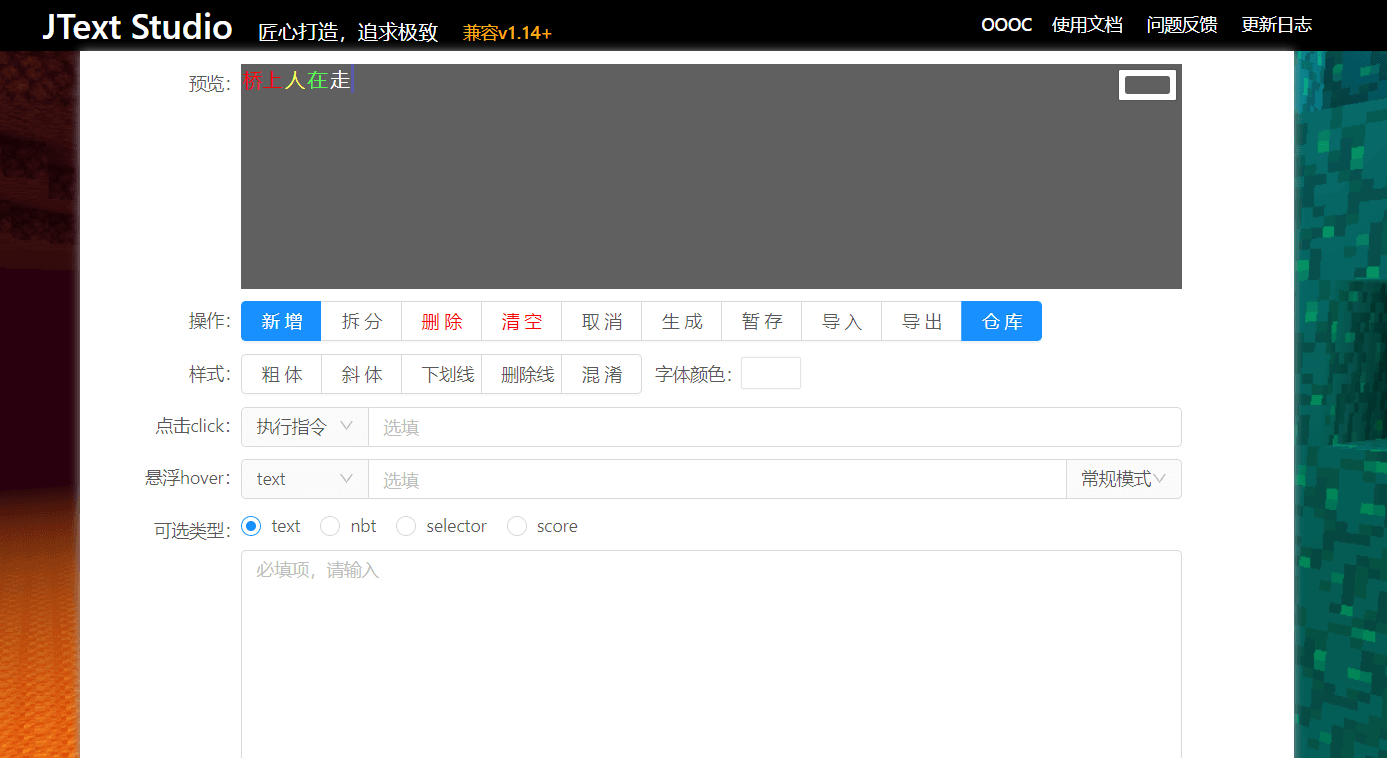 JText Studio 匠心打造，追求极致 兼容v1.14+ OOOC 使用文档 问题反馈 更新日志
预览： 桥上人在走
操作： 新增 拆分 删除 清空 取消 生成 暂存 导入 导出 仓库
样式： 粗体 斜体 下划线 删除线 混淆 字体颜色：
点击click： 执行指令 选填
悬浮hover： text 选填 常规模式
可选类型： text nbt selector score
必填项，请输入